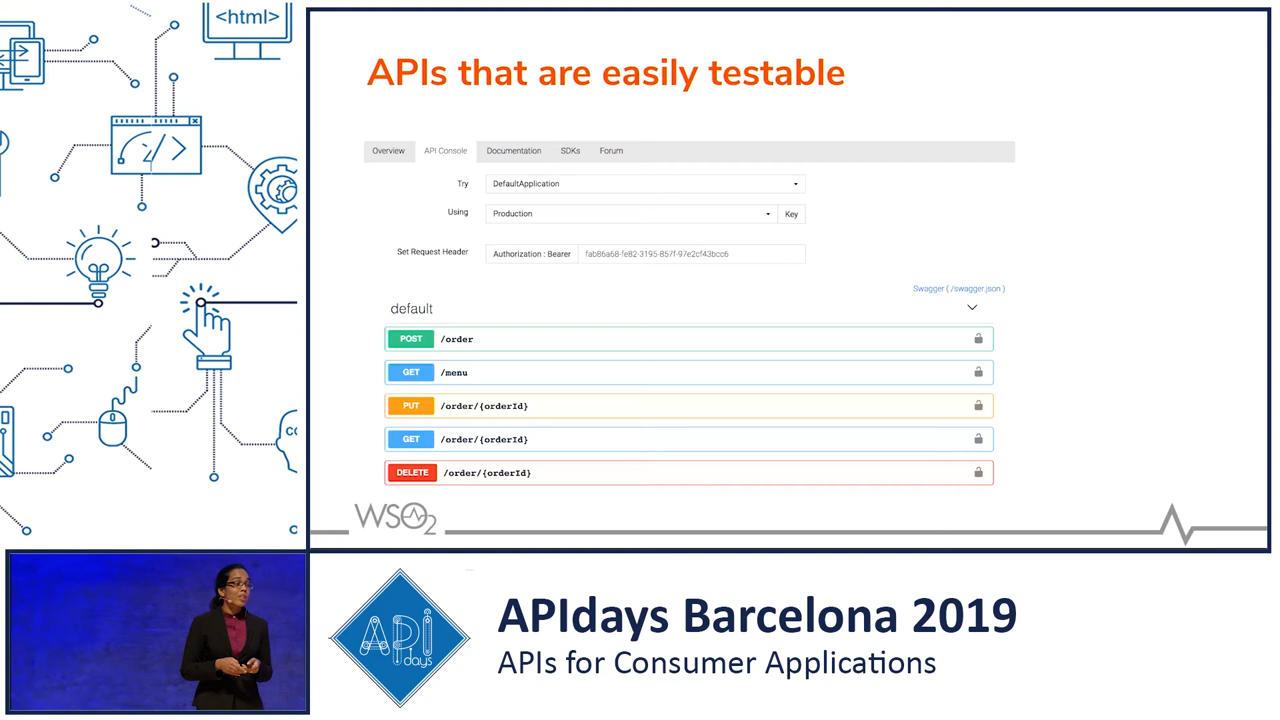 <html>
APIs that are easily testable
Overview API Console Documentation SDKs Forum
Try DefaultApplication
Using Production Key
Set Request Header Authorization : Bearer fab86a68-fe82-3195-857f-97e2cf43bcc6
Swagger ( /swagger.json )
default
POST /order
GET /menu
PUT /order/{orderId}
GET /order/{orderId}
DELETE /order/{orderId}
WSO2
API
days
APIdays Barcelona 2019
APIs for Consumer Applications